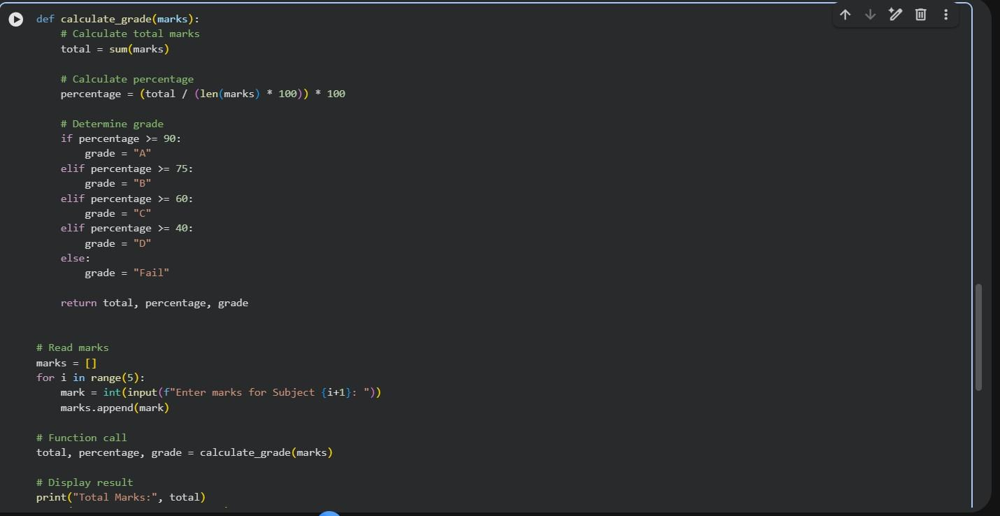 def calculate_grade(marks):
    # Calculate total marks
    total = sum(marks)

    # Calculate percentage
    percentage = (total / (len(marks) * 100)) * 100

    # Determine grade
    if percentage >= 90:
        grade = "A"
    elif percentage >= 75:
        grade = "B"
    elif percentage >= 60:
        grade = "C"
    elif percentage >= 40:
        grade = "D"
    else:
        grade = "Fail"

    return total, percentage, grade


# Read marks
marks = []
for i in range(5):
    mark = int(input(f"Enter marks for Subject {i+1}: "))
    marks.append(mark)

# Function call
total, percentage, grade = calculate_grade(marks)

# Display result
print("Total Marks:", total)